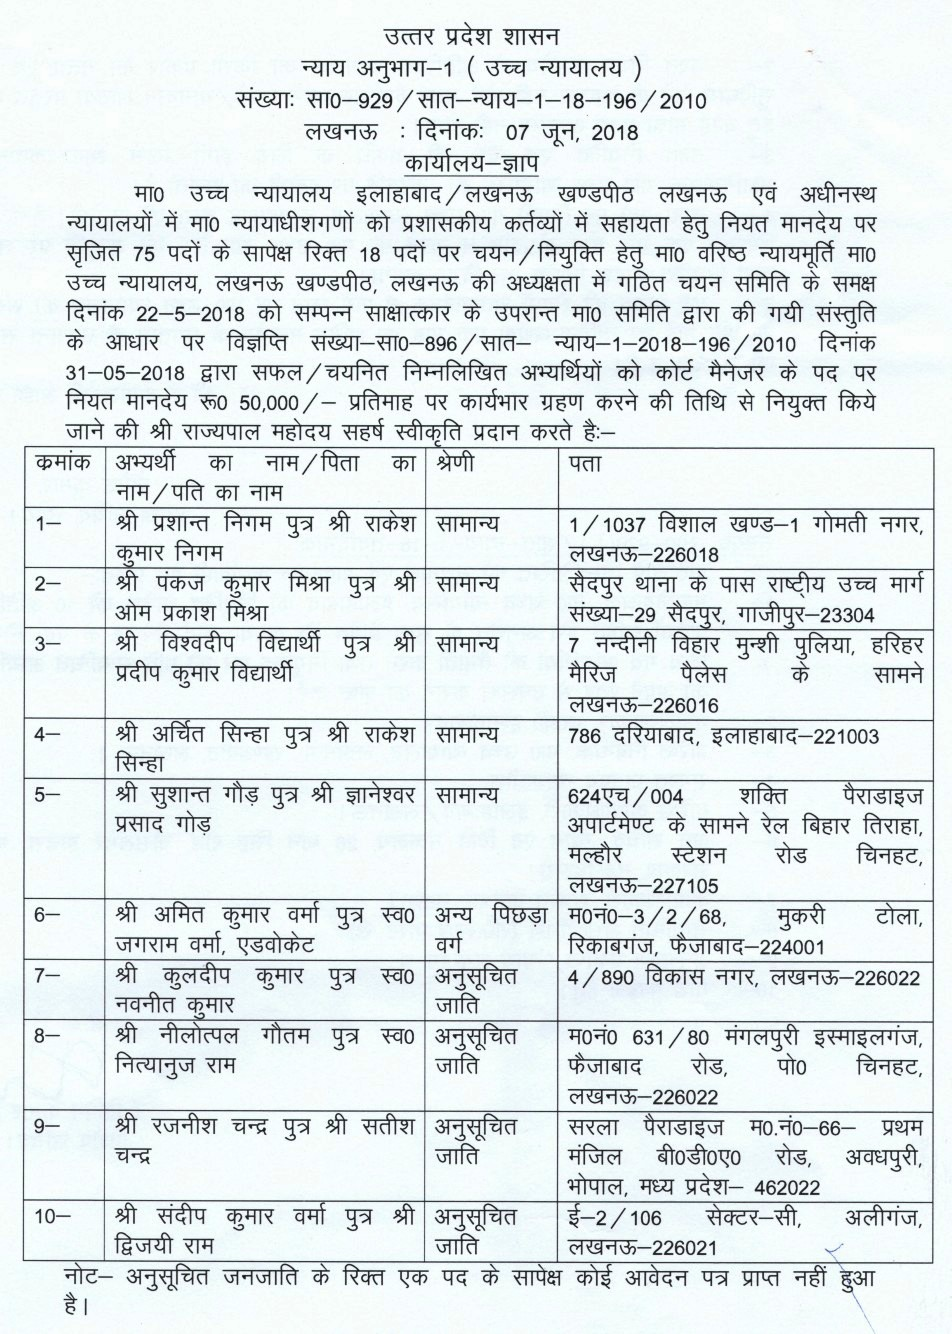 उत्तर प्रदेश शासन
न्याय अनुभाग–1 ( उच्च न्यायालय )
संख्याः सा0–929/सात–न्याय–1–18–196/2010
लखनऊ : दिनांकः 07 जून, 2018
कार्यालय–ज्ञाप
मा0 उच्च न्यायालय इलाहाबाद/लखनऊ खण्डपीठ लखनऊ एवं अधीनस्थ
न्यायालयों में मा0 न्यायाधीशगणों को प्रशासकीय कर्तव्यों में सहायता हेतु नियत मानदेय पर
सृजित 75 पदों के सापेक्ष रिक्त 18 पदों पर चयन/नियुक्ति हेतु मा0 वरिष्ठ न्यायमूर्ति मा0
उच्च न्यायालय, लखनऊ खण्डपीठ, लखनऊ की अध्यक्षता में गठित चयन समिति के समक्ष
दिनांक 22–5–2018 को सम्पन्न साक्षात्कार के उपरान्त मा0 समिति द्वारा की गयी संस्तुति
के आधार पर विज्ञप्ति संख्या–सा0–896/सात– न्याय–1–2018–196/2010 दिनांक
31–05–2018 द्वारा सफल/चयनित निम्नलिखित अभ्यर्थियों को कोर्ट मैनेजर के पद पर
नियत मानदेय रू0 50,000/– प्रतिमाह पर कार्यभार ग्रहण करने की तिथि से नियुक्त किये
जाने की श्री राज्यपाल महोदय सहर्ष स्वीकृति प्रदान करते हैः–
क्रमांक अभ्यर्थी का नाम/पिता का श्रेणी पता
नाम/पति का नाम
1– श्री प्रशान्त निगम पुत्र श्री राकेश सामान्य 1/1037 विशाल खण्ड–1 गोमती नगर,
कुमार निगम लखनऊ–226018
2– श्री पंकज कुमार मिश्रा पुत्र श्री सामान्य सैदपुर थाना के पास राष्ट्रीय उच्च मार्ग
ओम प्रकाश मिश्रा संख्या–29 सैदपुर, गाजीपुर–23304
3– श्री विश्वदीप विद्यार्थी पुत्र श्री सामान्य नन्दीनी विहार मुन्शी पुलिया, हरिहर
प्रदीप कुमार विद्यार्थी मैरिज पैलेस के सामने
लखनऊ–226016
4– श्री अर्चित सिन्हा पुत्र श्री राकेश सामान्य 786 दरियाबाद, इलाहाबाद–221003
सिन्हा
5– श्री सुशान्त गौड़ पुत्र श्री ज्ञानेश्वर सामान्य 624एच/004 शक्ति पैराडाइज
प्रसाद गोड़ अपार्टमेण्ट के सामने रेल बिहार तिराहा,
मल्हौर स्टेशन रोड चिनहट,
लखनऊ–227105
6– श्री अमित कुमार वर्मा पुत्र स्व0 अन्य पिछड़ा म0नं0–3/2/68, मुकरी टोला,
जगराम वर्मा, एडवोकेट वर्ग रिकाबगंज, फैजाबाद–224001
7– श्री कुलदीप कुमार पुत्र स्व0 अनुसूचित 4/890 विकास नगर, लखनऊ–226022
नवनीत कुमार जाति
8– श्री नीलोत्पल गौतम पुत्र स्व0 अनुसूचित म0नं0 631/80 मंगलपुरी इस्माइलगंज,
नित्यानुज राम जाति फैजाबाद रोड, पो0 चिनहट,
लखनऊ–226022
9– श्री रजनीश चन्द्र पुत्र श्री सतीश अनुसूचित सरला पैराडाइज म0.नं0–66– प्रथम
चन्द्र जाति मंजिल बी0डी0ए0 रोड, अवधपुरी,
भोपाल, मध्य प्रदेश– 462022
10– श्री संदीप कुमार वर्मा पुत्र श्री अनुसूचित ई–2/106 सेक्टर–सी, अलीगंज,
द्विजयी राम जाति लखनऊ–226021
नोट– अनुसूचित जनजाति के रिक्त एक पद के सापेक्ष कोई आवेदन पत्र प्राप्त नहीं हुआ
है।